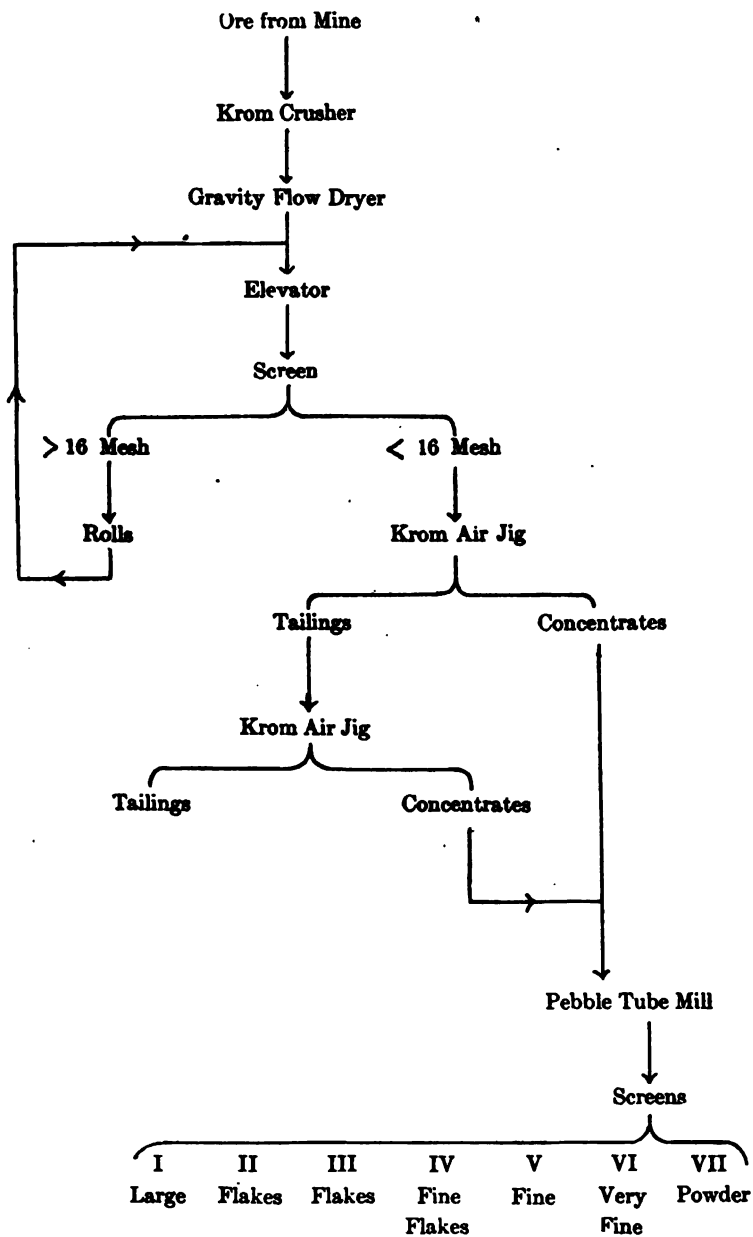 Ore from Mine
Krom Crusher
Gravity Flow Dryer
Elevator
Screen
> 16 Mesh < 16 Mesh
Rolls Krom Air Jig
Tailings Concentrates
Krom Air Jig
Tailings Concentrates
Pebble Tube Mill
Screens
I II III IV V VI VII
Large Flakes Flakes Fine Fine Very Powder
Flakes Fine